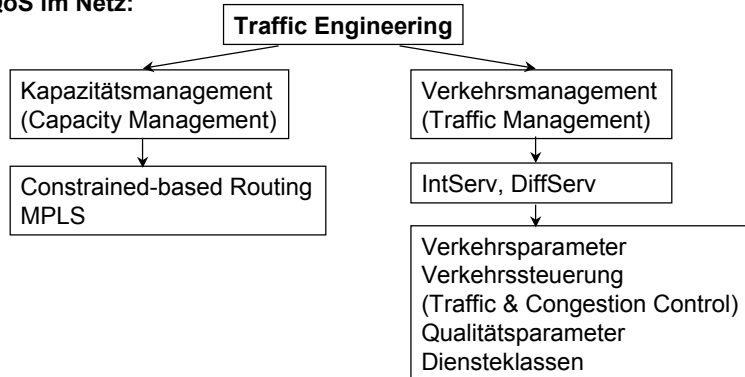 QoS im Netz:
Traffic Engineering
Kapazitätsmanagement
(Capacity Management)
Constrained-based Routing
MPLS
Verkehrsmanagement
(Traffic Management)
IntServ, DiffServ
Verkehrsparameter
Verkehrssteuerung
(Traffic & Congestion Control)
Qualitätsparameter
Diensteklassen